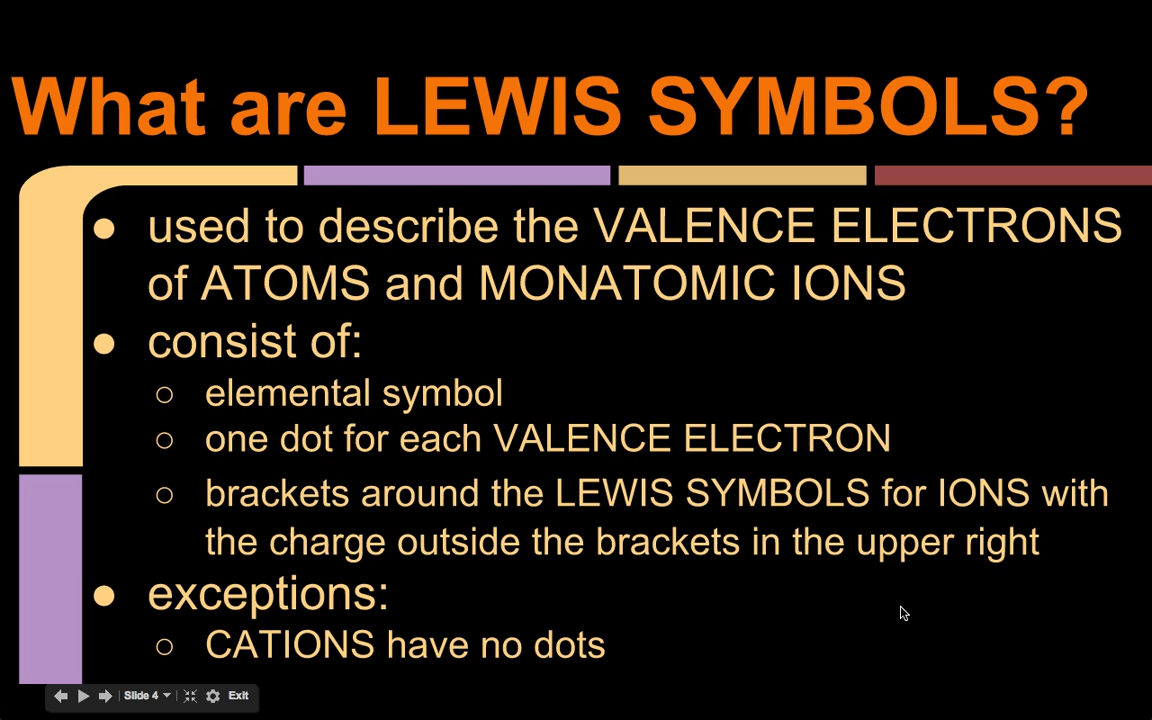 What are LEWIS SYMBOLS?
● used to describe the VALENCE ELECTRONS
of ATOMS and MONATOMIC IONS
● consist of:
○ elemental symbol
○ one dot for each VALENCE ELECTRON
○ brackets around the LEWIS SYMBOLS for IONS with
the charge outside the brackets in the upper right
● exceptions:
○ CATIONS have no dots
Slide 4 Exit